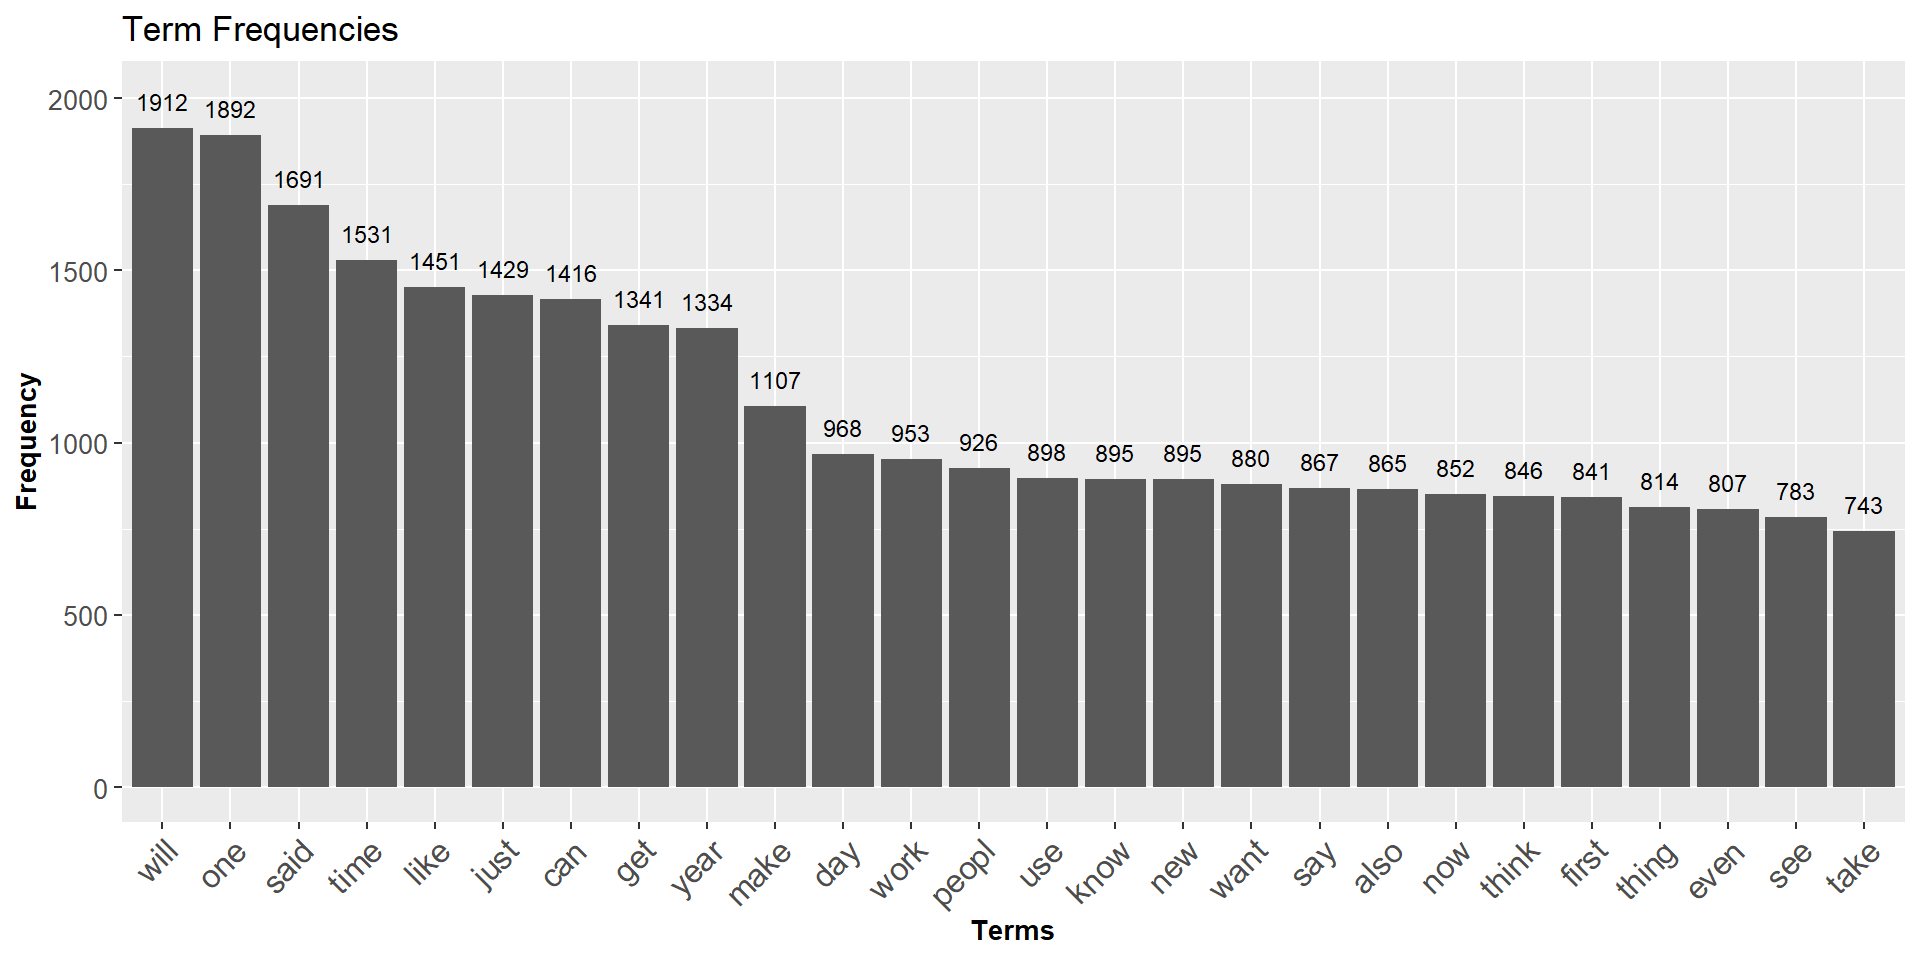 Term Frequencies
2000
1500
1000
500
0
Frequency
1912 1892 1691 1531 1451 1429 1416 1341 1334 1107 968 953 926 898 895 895 880 867 865 852 846 841 814 807 783 743
will one said time like just can get year make day work peopl use know new want say also now think first thing even see take
Terms